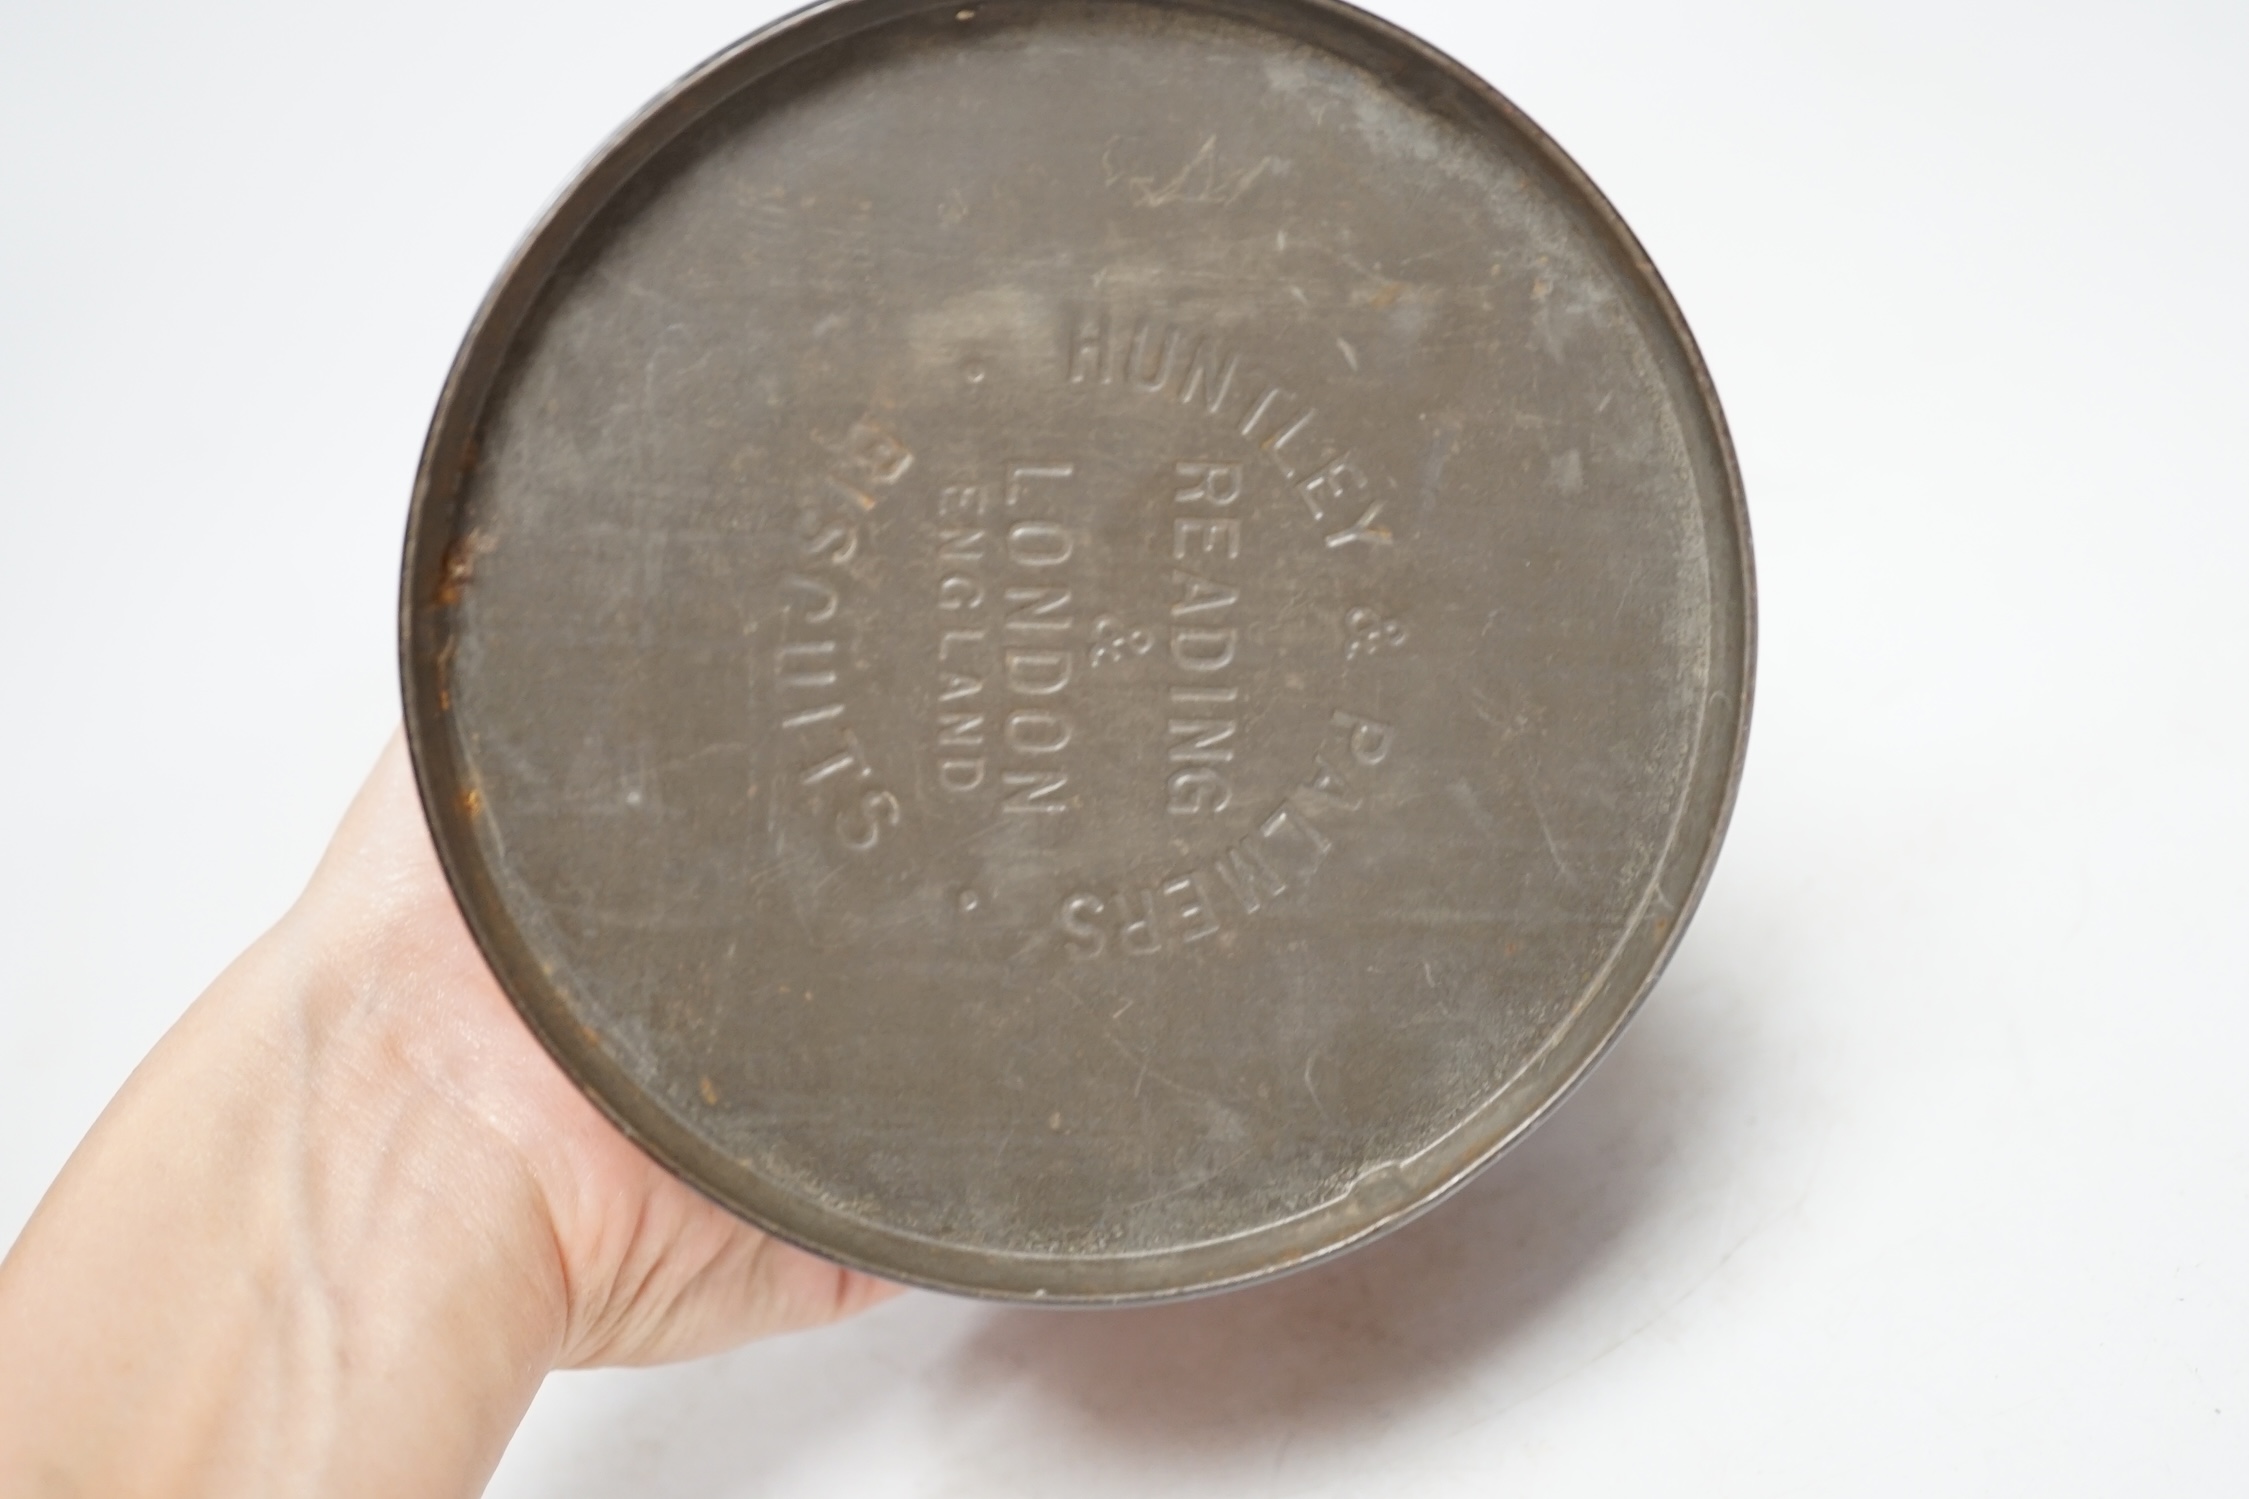 HUNTLEY & PALMERS
READING
&
LONDON
ENGLAND
BISCUITS